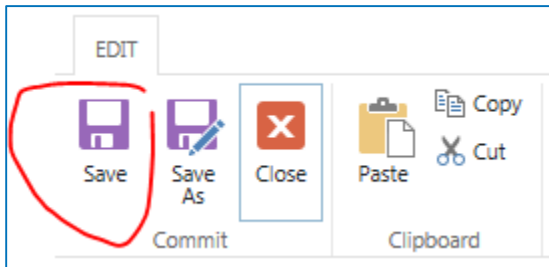 EDIT
Save
Save As
Close
Paste
Copy
Cut
Commit
Clipboard